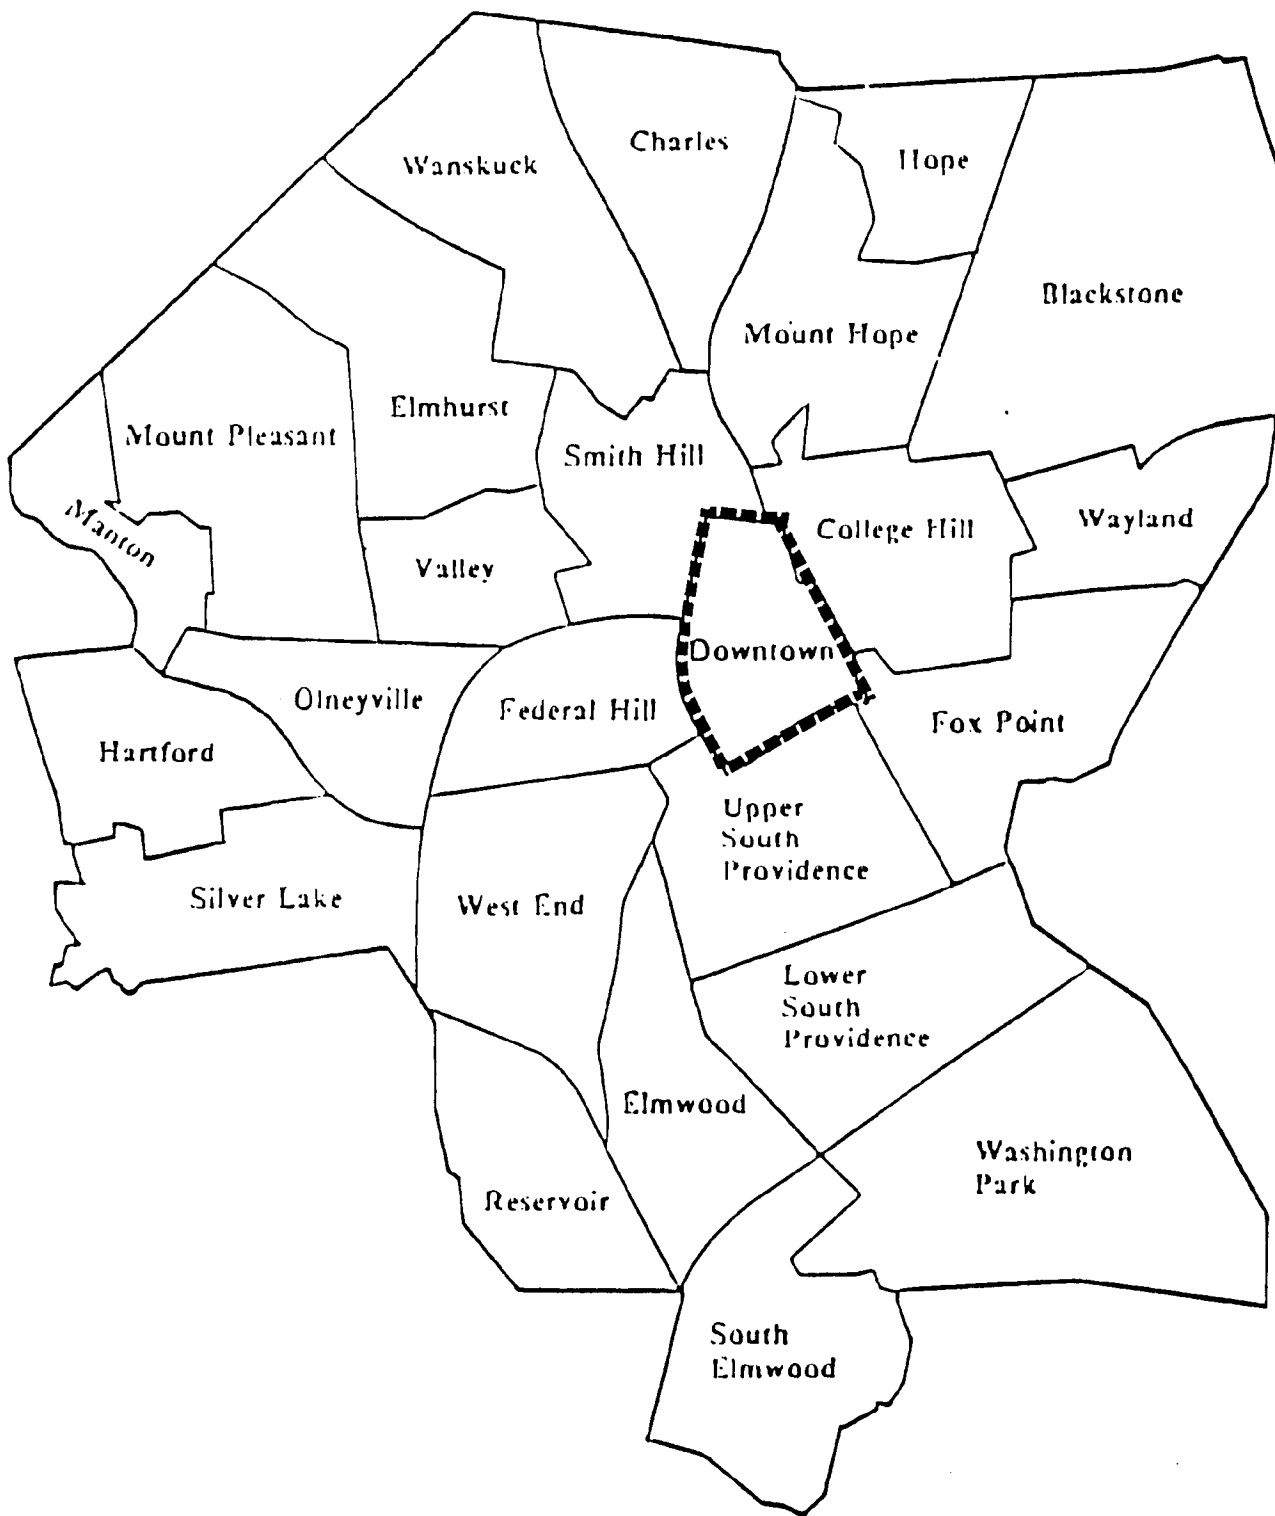 Charles
Wanskuck
Hope
Blackstone
Mount Hope
Elmhurst
Mount Pleasant
Smith Hill
Manton
College Hill
Wayland
Valley
Downtown
Olneyville
Federal Hill
Fox Point
Hartford
Upper
South
Providence
Silver Lake
West End
Lower
South
Providence
Elmwood
Washington
Park
Reservoir
South
Elmwood